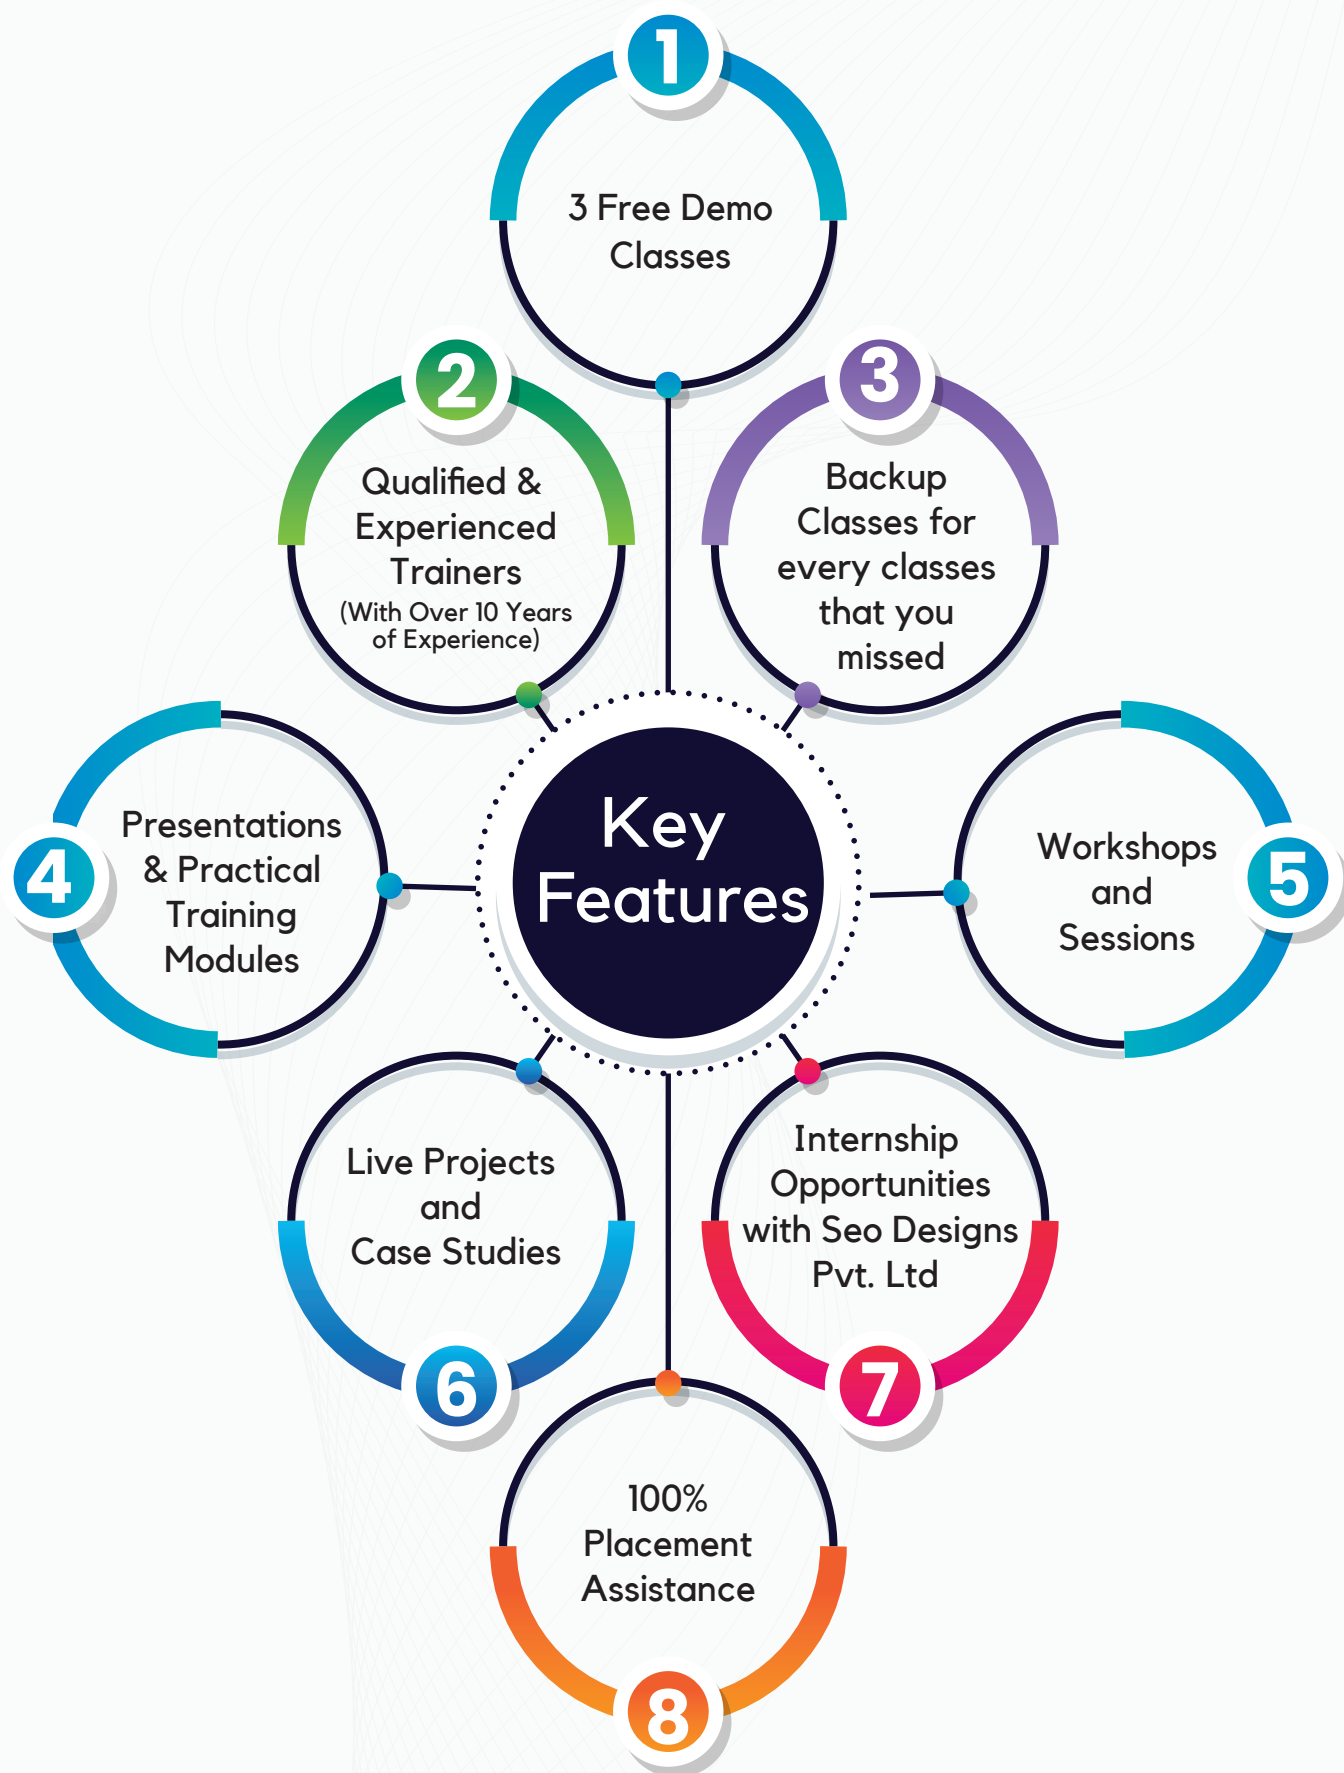 1
3 Free Demo
Classes
2
Qualified &
Experienced
Trainers
(With Over 10 Years
of Experience)
3
Backup
Classes for
every classes
that you
missed
Key
Features
4
Presentations
& Practical
Training
Modules
5
Workshops
and
Sessions
Live Projects
and
Case Studies
6
Internship
Opportunities
with Seo Designs
Pvt. Ltd
7
100%
Placement
Assistance
8